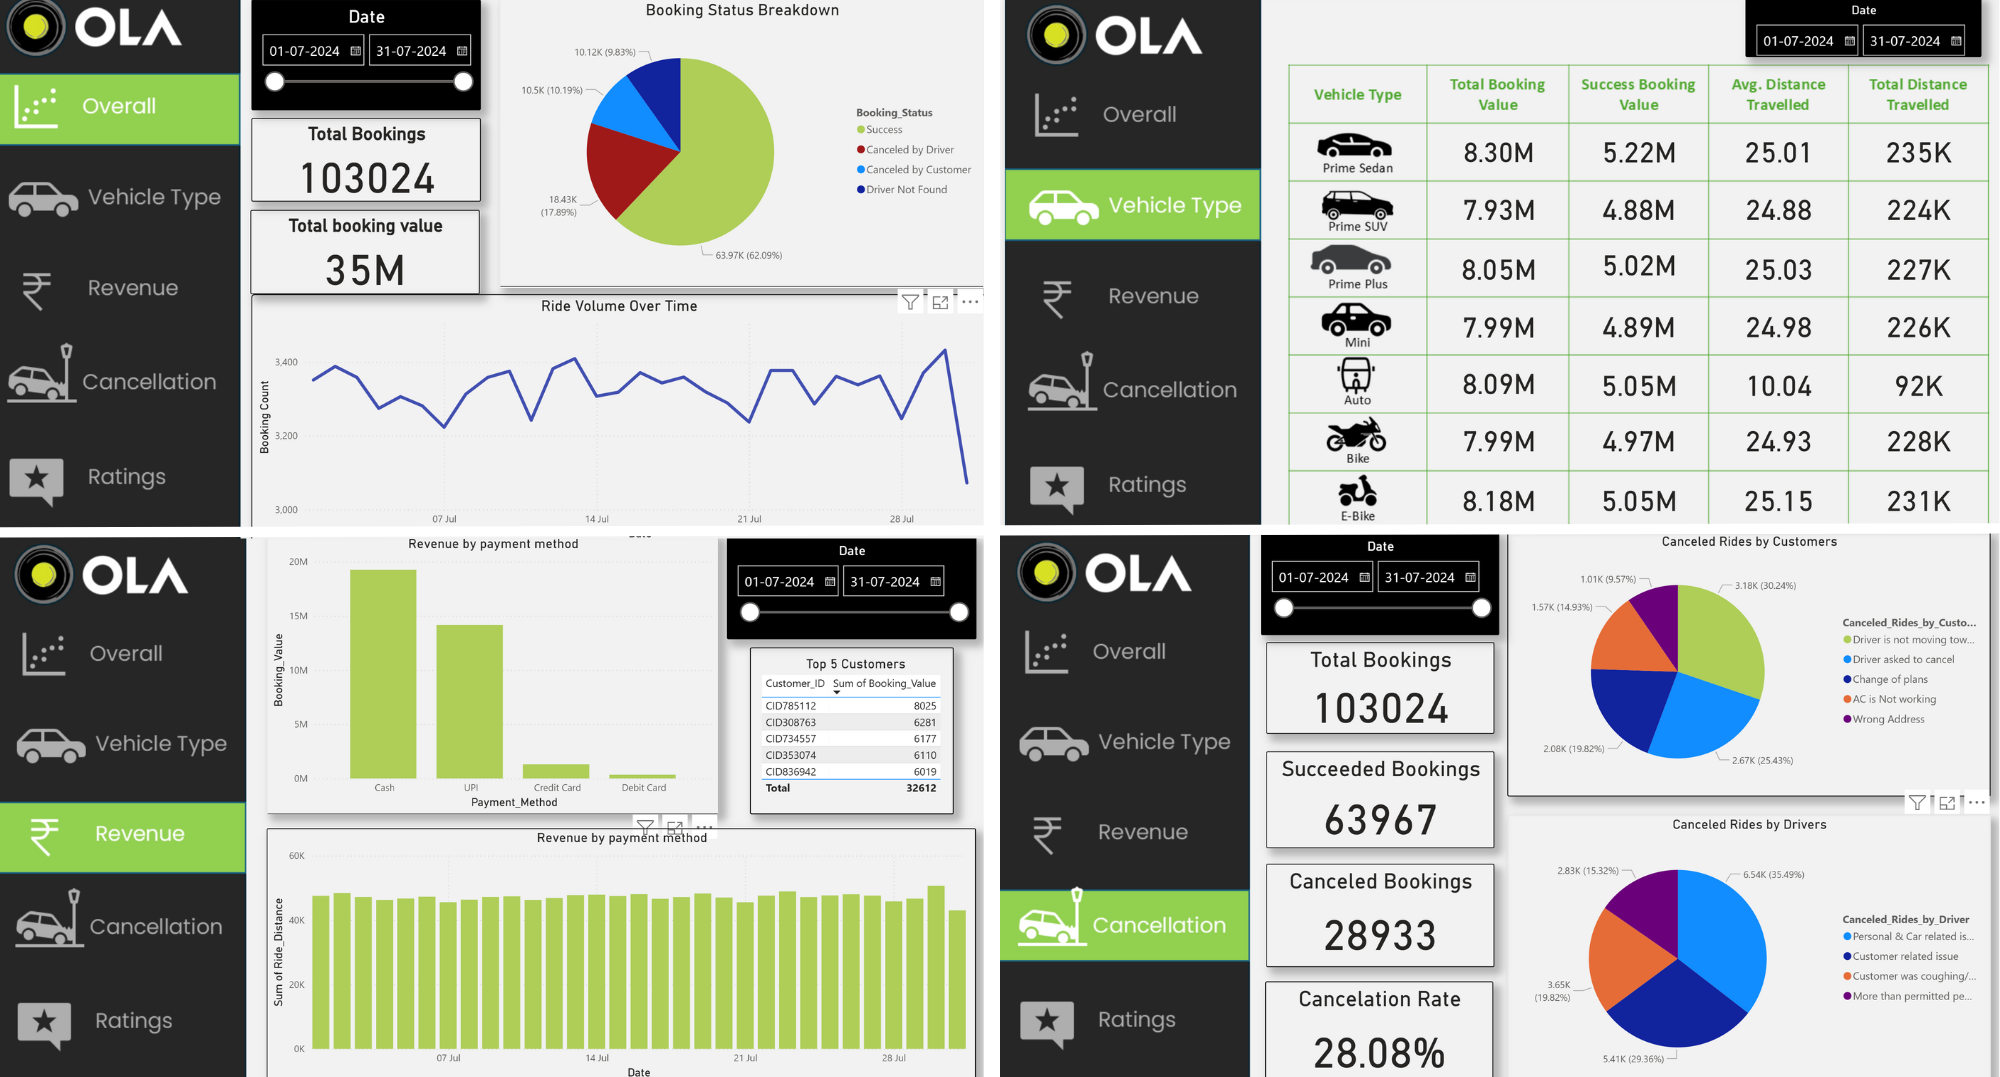 OLA
Overall
Vehicle Type
Revenue
Cancellation
Ratings
Date
01-07-2024
31-07-2024
Total Bookings
103024
Total booking value
35M
Booking Status Breakdown
10.12K (9.83%)
10.5K (10.19%)
18.43K
(17.89%)
63.97K (62.09%)
Booking_Status
Success
Canceled by Driver
Canceled by Customer
Driver Not Found
Ride Volume Over Time
Booking Count
3,400
3,200
3,000
07 Jul
14 Jul
21 Jul
28 Jul
OLA
Overall
Vehicle Type
Revenue
Cancellation
Ratings
Date
01-07-2024
31-07-2024
Vehicle Type Total Booking Value Success Booking Value Avg. Distance Travelled Total Distance Travelled
Prime Sedan 8.30M 5.22M 25.01 235K
Prime SUV 7.93M 4.88M 24.88 224K
Prime Plus 8.05M 5.02M 25.03 227K
Mini 7.99M 4.89M 24.98 226K
Auto 8.09M 5.05M 10.04 92K
Bike 7.99M 4.97M 24.93 228K
E-Bike 8.18M 5.05M 25.15 231K
OLA
Overall
Vehicle Type
Revenue
Cancellation
Ratings
Revenue by payment method
Booking_Value
20M
15M
10M
5M
0M
Cash
UPI
Credit Card
Debit Card
Payment_Method
Date
01-07-2024
31-07-2024
Top 5 Customers
Customer_ID Sum of Booking_Value
CID785112 8025
CID308763 6281
CID734557 6177
CID353074 6110
CID836942 6019
Total 32612
Revenue by payment method
Sum of Ride_Distance
60K
40K
20K
0K
07 Jul
14 Jul
21 Jul
28 Jul
Date
OLA
Overall
Vehicle Type
Revenue
Cancellation
Ratings
Date
01-07-2024
31-07-2024
Total Bookings
103024
Succeeded Bookings
63967
Canceled Bookings
28933
Cancelation Rate
28.08%
Canceled Rides by Customers
1.01K (9.57%)
3.18K (30.24%)
1.57K (14.93%)
2.08K (19.82%)
2.67K (25.43%)
Canceled_Rides_by_Custo...
Driver is not moving tow...
Driver asked to cancel
Change of plans
AC is Not working
Wrong Address
Canceled Rides by Drivers
2.83K (15.32%)
6.54K (35.49%)
3.65K
(19.82%)
5.41K (29.36%)
Canceled_Rides_by_Driver
Personal & Car related is...
Customer related issue
Customer was coughing/...
More than permitted pe...